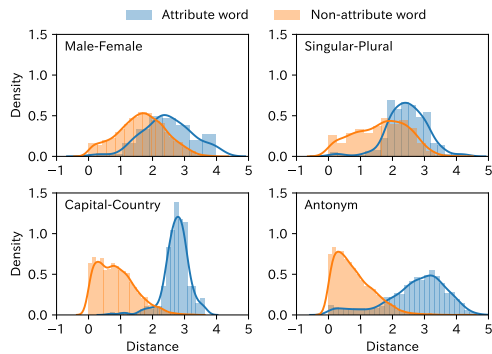 Attribute word Non-attribute word
Male-Female
Singular-Plural
Density
1.5
1.0
0.5
0.0
−1 0 1 2 3 4 5
1.5
1.0
0.5
0.0
−1 0 1 2 3 4 5
Capital-Country
Antonym
Density
1.5
1.0
0.5
0.0
−1 0 1 2 3 4 5
Distance
1.5
1.0
0.5
0.0
−1 0 1 2 3 4 5
Distance